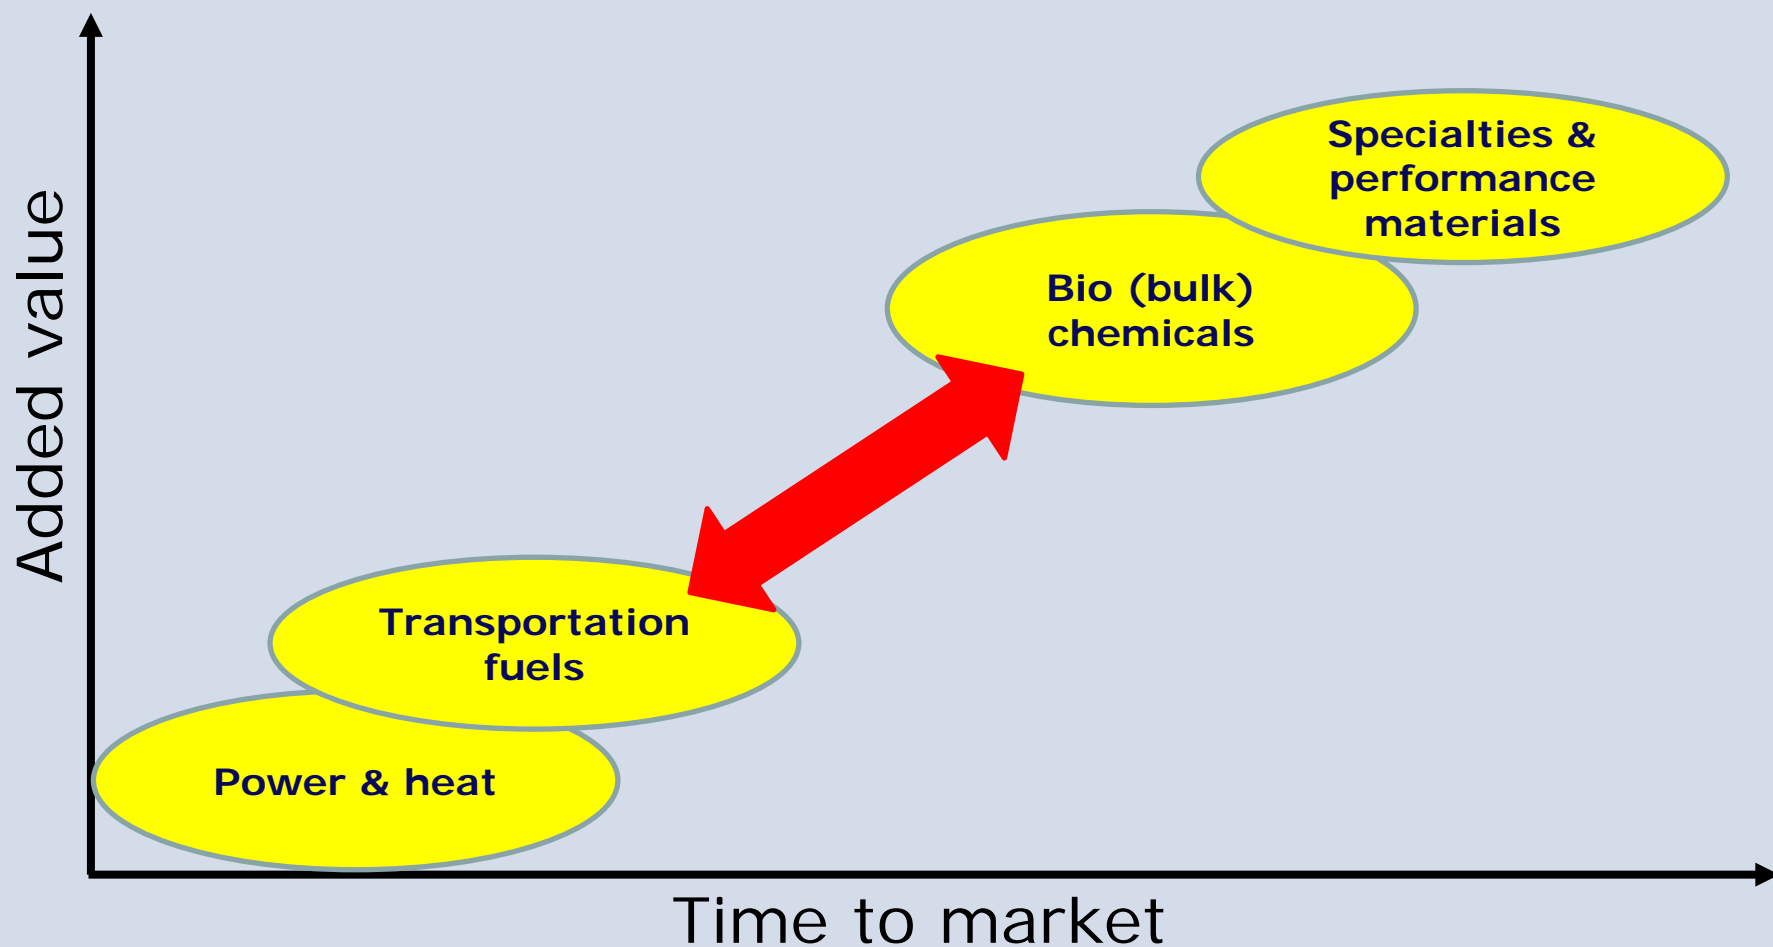 Added value
Specialties &
performance
materials
Bio (bulk)
chemicals
Transportation
fuels
Power & heat
Time to market